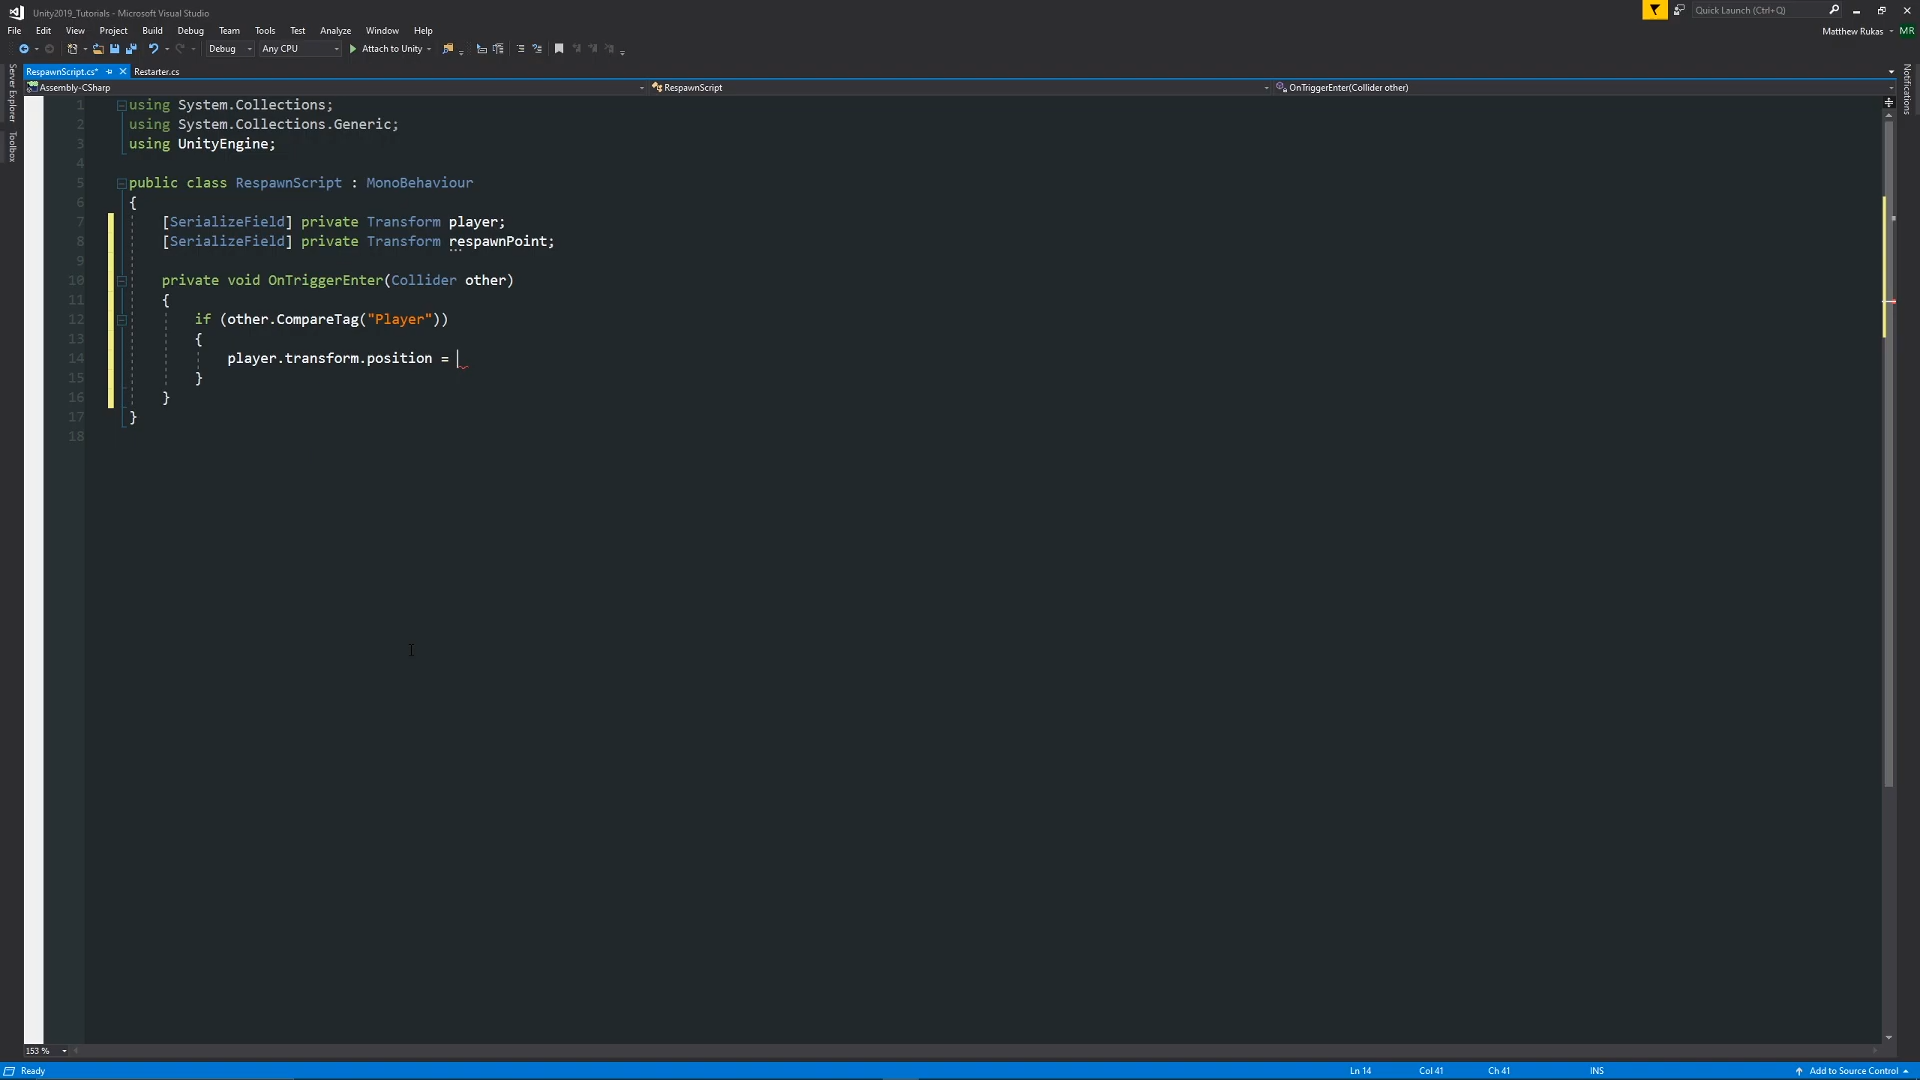 Unity2019_Tutorials - Microsoft Visual Studio
Quick Launch (Ctrl+Q)
File Edit View Project Build Debug Team Tools Test Analyze Window Help
Matthew Rukas MR
Debug Any CPU Attach to Unity
RespawnScript.cs* Restarter.cs
Assembly-CSharp RespawnScript OnTriggerEnter(Collider other)
Server Explorer
Toolbox
Notifications
1 using System.Collections;
2 using System.Collections.Generic;
3 using UnityEngine;
4
5 public class RespawnScript : MonoBehaviour
6 {
7 [SerializeField] private Transform player;
8 [SerializeField] private Transform respawnPoint;
9
10 private void OnTriggerEnter(Collider other)
11 {
12 if (other.CompareTag("Player"))
13 {
14 player.transform.position =
15 }
16 }
17 }
18
153 %
Ready Ln 14 Col 41 Ch 41 INS Add to Source Control